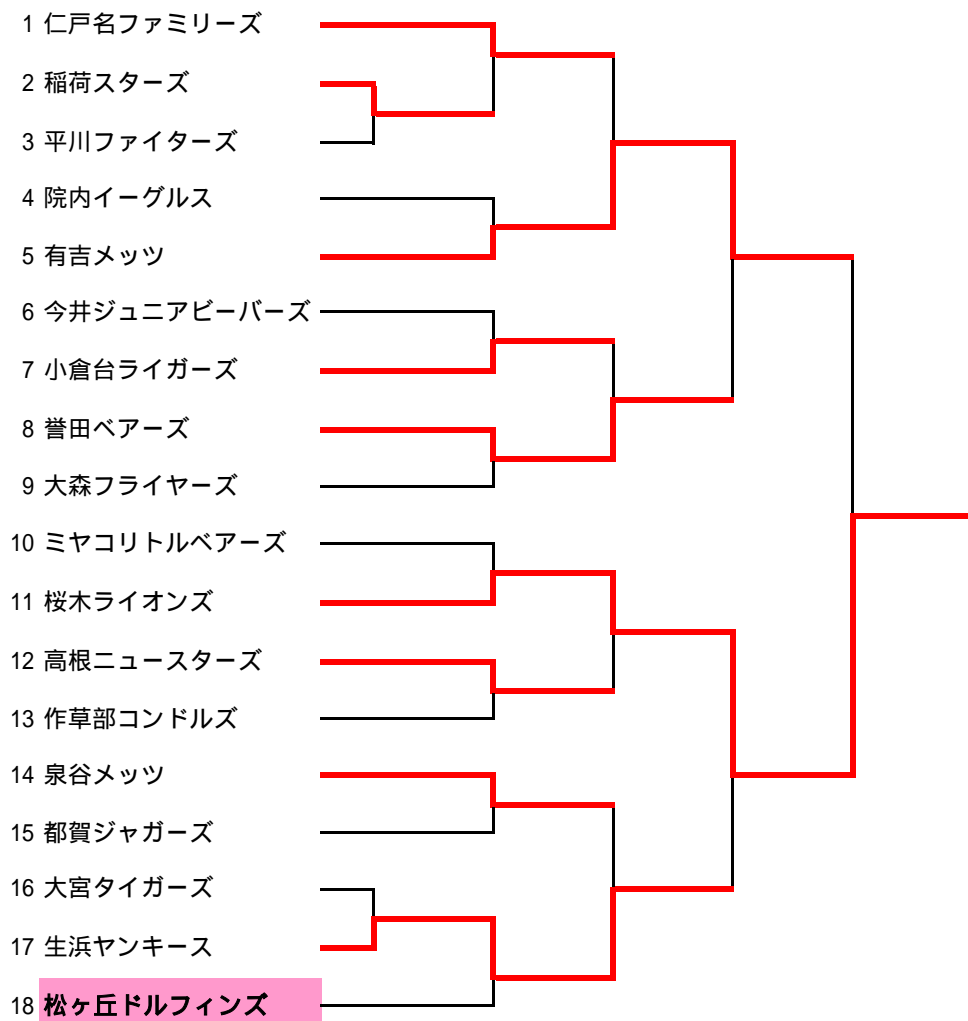 1 仁戸名ファミリーズ
2 稲荷スターズ
3 平川ファイターズ
4 院内イーグルス
5 有吉メッツ
6 今井ジュニアビーバーズ
7 小倉台ライガーズ
8 誉田ベアーズ
9 大森フライヤーズ
10 ミヤコリトルベアーズ
11 桜木ライオンズ
12 高根ニュースターズ
13 作草部コンドルズ
14 泉谷メッツ
15 都賀ジャガーズ
16 大宮タイガーズ
17 生浜ヤンキース
18 松ヶ丘ドルフィンズ